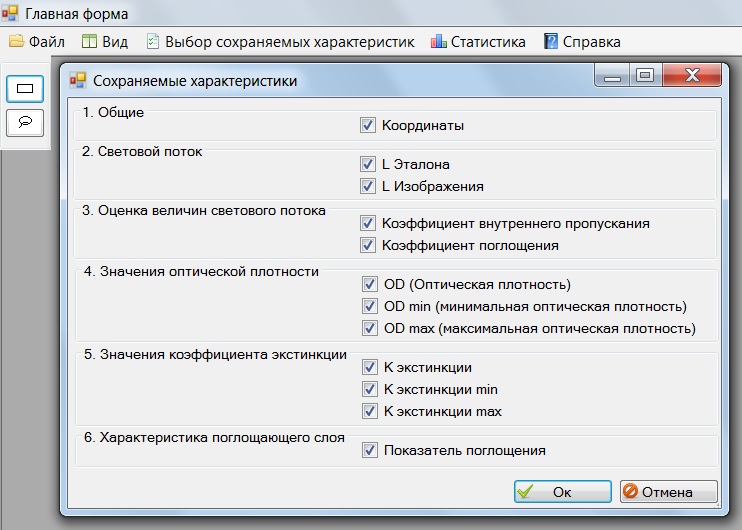 Главная форма
Файл Вид Выбор сохраняемых характеристик Статистика Справка
Сохраняемые характеристики
1. Общие
Координаты
2. Световой поток
L Эталона
L Изображения
3. Оценка величин светового потока
Коэффициент внутреннего пропускания
Коэффициент поглощения
4. Значения оптической плотности
OD (Оптическая плотность)
OD min (минимальная оптическая плотность)
OD max (максимальная оптическая плотность)
5. Значения коэффициента экстинкции
К экстинкции
К экстинкции min
К экстинкции max
6. Характеристика поглощающего слоя
Показатель поглощения
Ок Отмена